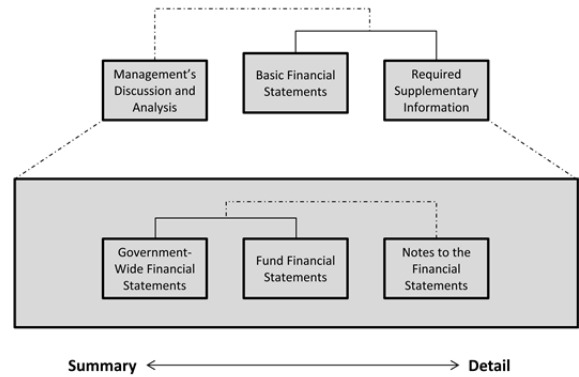 Management's
Discussion and
Analysis
Basic Financial
Statements
Required
Supplementary
Information
Government-
Wide Financial
Statements
Fund Financial
Statements
Notes to the
Financial
Statements
Summary
Detail